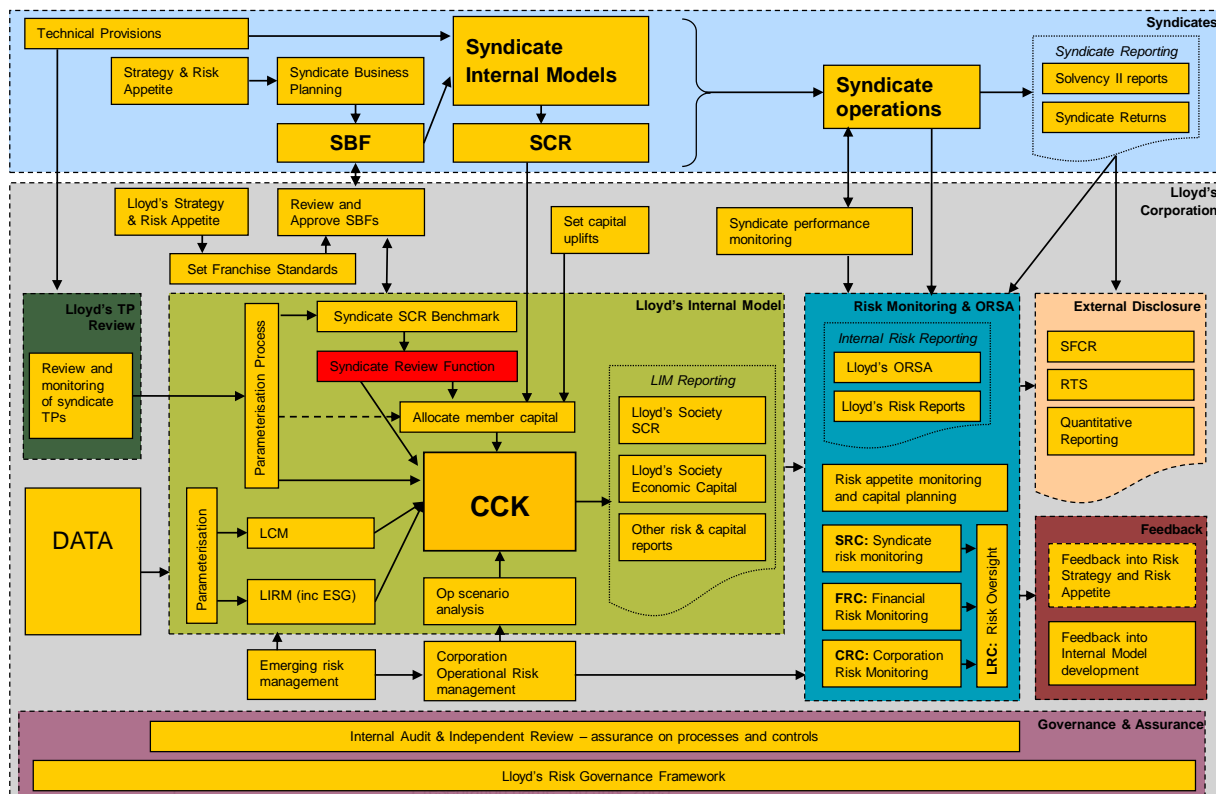 Syndicates
Technical Provisions
Strategy & Risk
Appetite
Syndicate Business
Planning
SBF
Syndicate
Internal Models
SCR
Syndicate
operations
Syndicate Reporting
Solvency II reports
Syndicate Returns
Lloyd's
Corporation
Lloyd's Strategy
& Risk Appetite
Review and
Approve SBFs
Set Franchise Standards
Set capital
uplifts
Syndicate performance
monitoring
Lloyd's TP
Review
Review and
monitoring
of syndicate
TPs
Lloyd's Internal Model
Parameterisation Process
Syndicate SCR Benchmark
Syndicate Review Function
Allocate member capital
CCK
LIM Reporting
Lloyd's Society
SCR
Lloyd's Society
Economic Capital
Other risk & capital
reports
DATA
Parameterisation
LCM
LIRM (inc ESG)
Op scenario
analysis
Emerging risk
management
Corporation
Operational Risk
management
Risk Monitoring & ORSA
Internal Risk Reporting
Lloyd's ORSA
Lloyd's Risk Reports
Risk appetite monitoring
and capital planning
SRC: Syndicate
risk monitoring
FRC: Financial
Risk Monitoring
CRC: Corporation
Risk Monitoring
LRC: Risk Oversight
External Disclosure
SFCR
RTS
Quantitative
Reporting
Feedback
Feedback into Risk
Strategy and Risk
Appetite
Feedback into
Internal Model
development
Governance & Assurance
Internal Audit & Independent Review – assurance on processes and controls
Lloyd's Risk Governance Framework